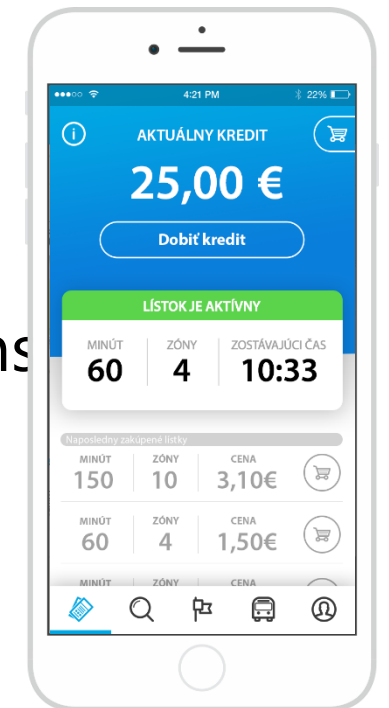 4:21 PM 22%
AKTUÁLNY KREDIT
25,00 €
Dobiť kredit
LÍSTOK JE AKTÍVNY
MINÚT ZÓNY ZOSTÁVAJÚCI ČAS
60 4 10:33
Naposledny zakúpené lístky
MINÚT ZÓNY CENA
150 10 3,10€
MINÚT ZÓNY CENA
60 4 1,50€
MINÚT ZÓNY CENA